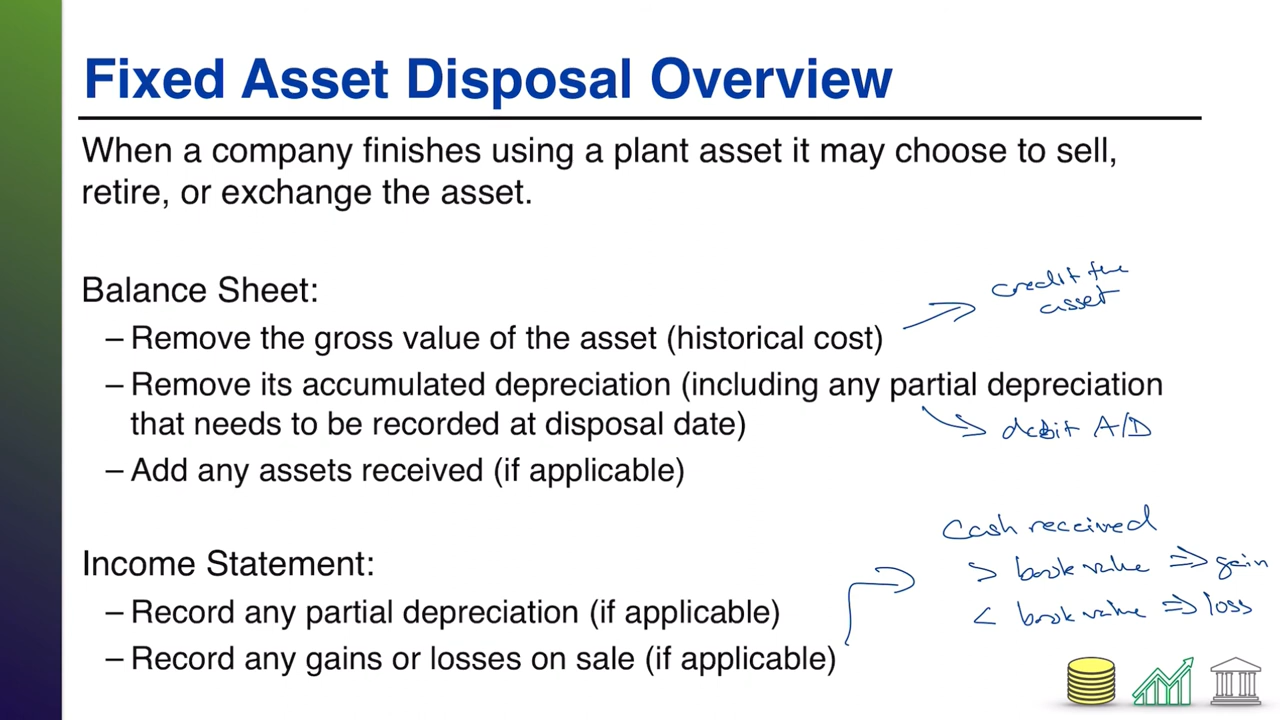 Fixed Asset Disposal Overview
When a company finishes using a plant asset it may choose to sell,
retire, or exchange the asset.
Balance Sheet:
– Remove the gross value of the asset (historical cost)
credit the
asset
– Remove its accumulated depreciation (including any partial depreciation
that needs to be recorded at disposal date)
debit A/D
– Add any assets received (if applicable)
Income Statement:
– Record any partial depreciation (if applicable)
– Record any gains or losses on sale (if applicable)
Cash received
> book value ⇒ gain
< book value ⇒ loss